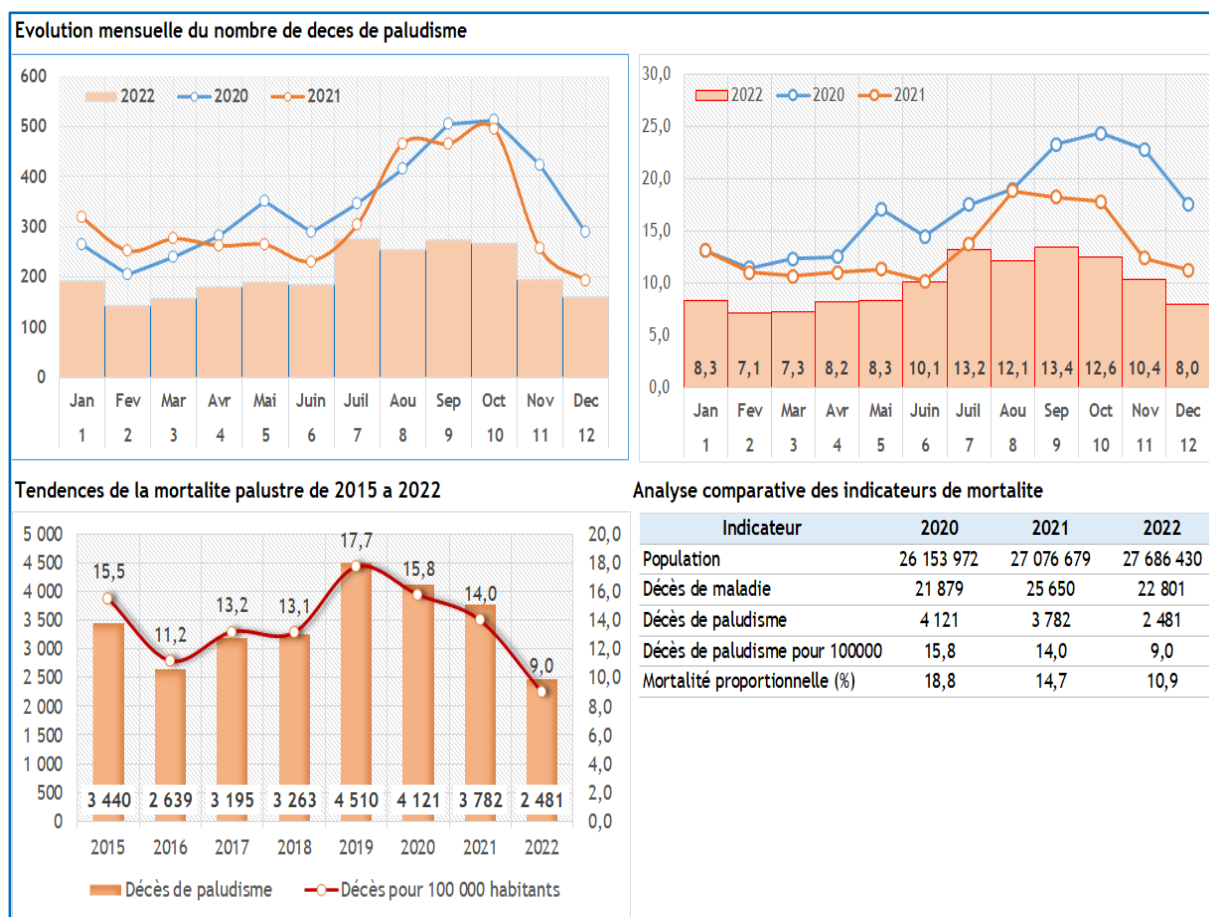 Evolution mensuelle du nombre de deces de paludisme
600
500
400
300
200
100
0
2022 2020 2021
Jan Fev Mar Avr Mai Juin Juil Aou Sep Oct Nov Dec
1 2 3 4 5 6 7 8 9 10 11 12
30,0
25,0
20,0
15,0
10,0
5,0
0,0
2022 2020 2021
8,3 7,1 7,3 8,2 8,3 10,1 13,2 12,1 13,4 12,6 10,4 8,0
Jan Fev Mar Avr Mai Juin Juil Aou Sep Oct Nov Dec
1 2 3 4 5 6 7 8 9 10 11 12
Tendences de la mortalite palustre de 2015 a 2022
5 000
4 500
4 000
3 500
3 000
2 500
2 000
1 500
1 000
500
0
15,5 11,2 13,2 13,1 17,7 15,8 14,0 9,0
3 440 2 639 3 195 3 263 4 510 4 121 3 782 2 481
20,0
18,0
16,0
14,0
12,0
10,0
8,0
6,0
4,0
2,0
0,0
2015 2016 2017 2018 2019 2020 2021 2022
Décès de paludisme Décès pour 100 000 habitants
Analyse comparative des indicateurs de mortalite
Indicateur 2020 2021 2022
Population 26 153 972 27 076 679 27 686 430
Décès de maladie 21 879 25 650 22 801
Décès de paludisme 4 121 3 782 2 481
Décès de paludisme pour 100000 15,8 14,0 9,0
Mortalité proportionnelle (%) 18,8 14,7 10,9